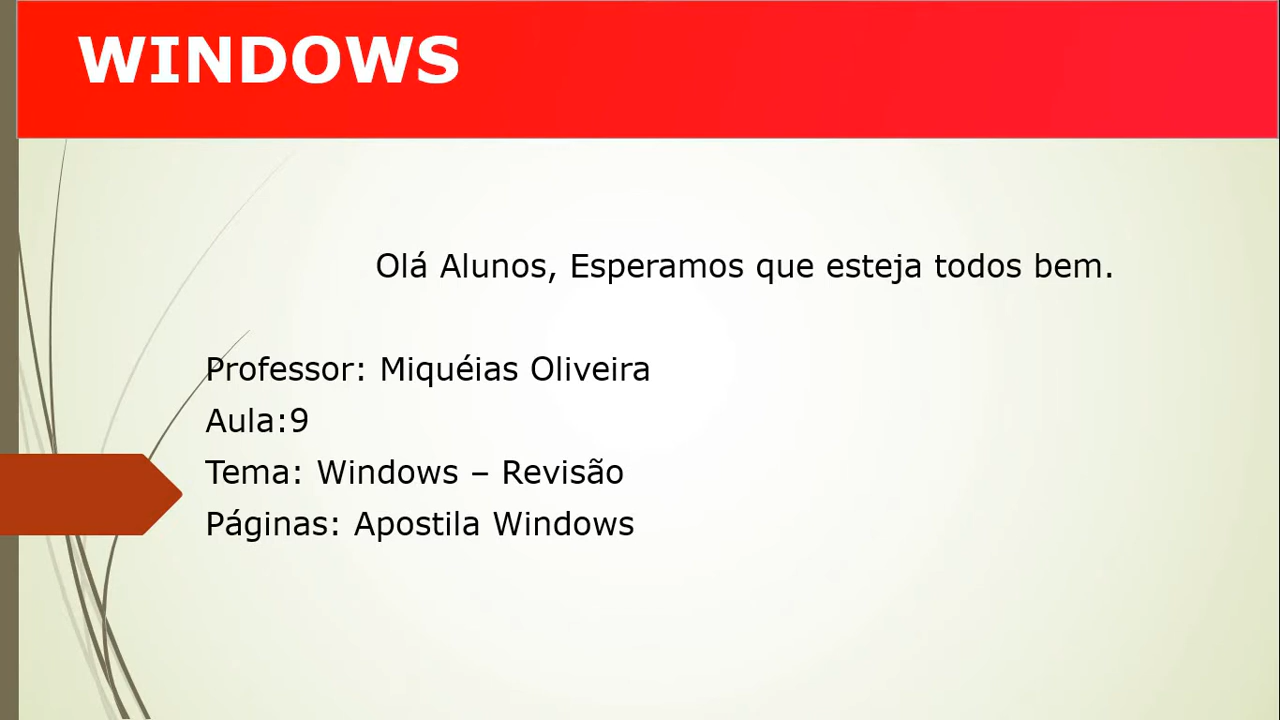 WINDOWS
Olá Alunos, Esperamos que esteja todos bem.
Professor: Miquéias Oliveira
Aula:9
Tema: Windows – Revisão
Páginas: Apostila Windows